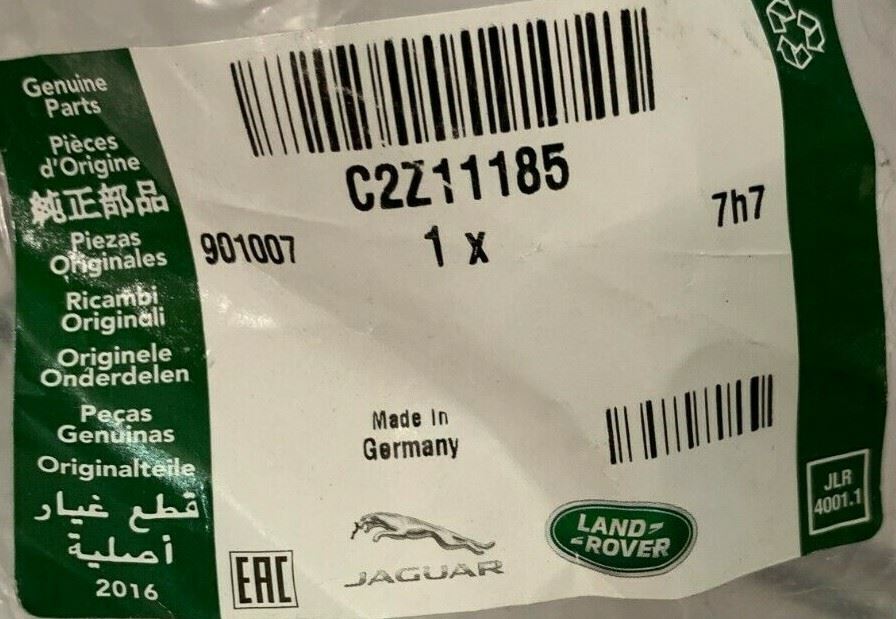 Genuine
Parts
Pièces
d'Origine
純正部品
Piezas
Originales
Ricambi
Originali
Originele
Onderdelen
Peças
Genuinas
Originalteile
قطع غيار
أصلية
2016
C2Z11185
901007
1 x
7h7
Made In
Germany
EAC
JAGUAR
LAND
ROVER
JLR
4001.1